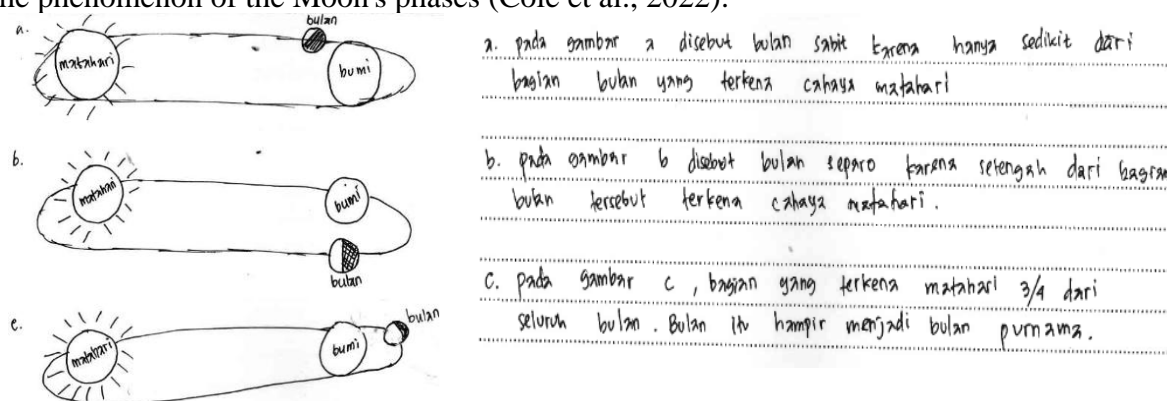 the phenomenon of the Moon's phases (Cole et al., 2022).
a.
matahari
bulan
bumi
b.
matahari
bumi
bulan
c.
matahari
bumi
bulan
a. pada gambar a disebut bulan sabit karena hanya sedikit dari
bagian bulan yang terkena cahaya matahari
b. pada gambar b disebut bulan separo karena setengah dari bagian
bulan tersebut terkena cahaya matahari.
c. pada gambar c, bagian yang terkena matahari 3/4 dari
seluruh bulan. Bulan itu hampir menjadi bulan purnama.